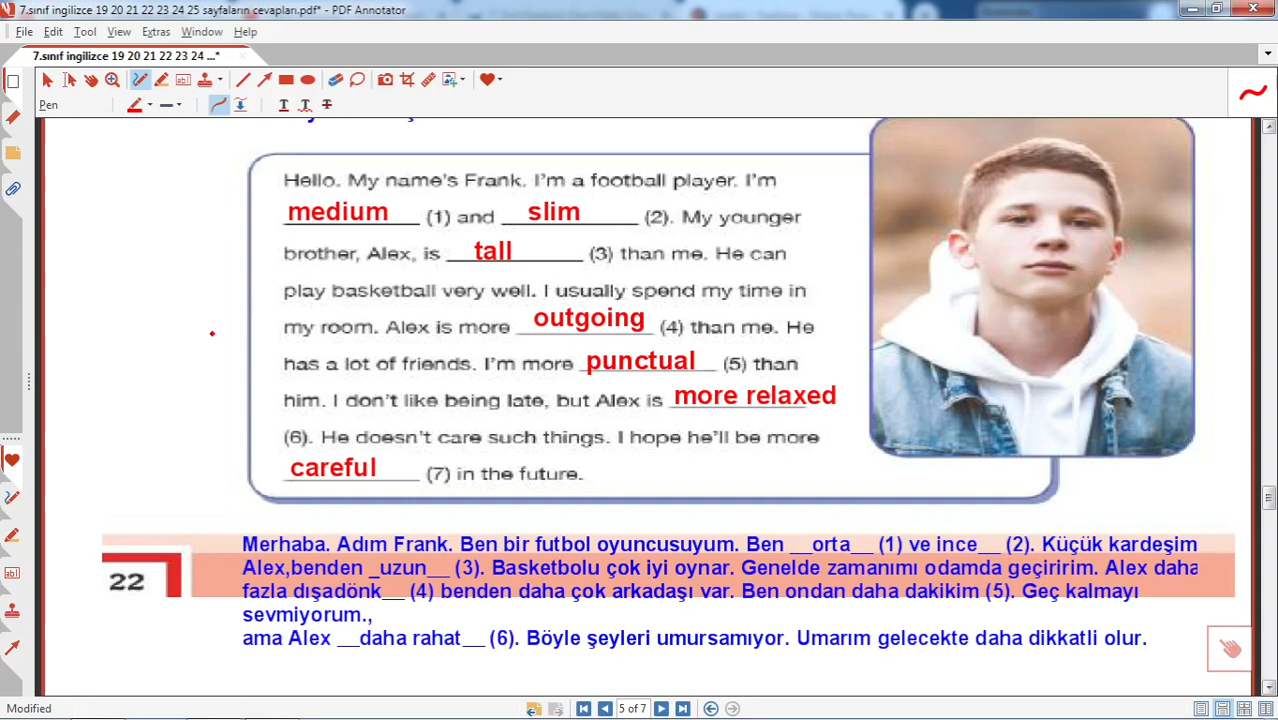 7.sınıf ingilizce 19 20 21 22 23 24 25 sayfaların cevapları.pdf* - PDF Annotator
File Edit Tool View Extras Window Help
7.sınıf ingilizce 19 20 21 22 23 24 ...*
Pen
Hello. My name's Frank. I'm a football player. I'm
medium (1) and slim (2). My younger
brother, Alex, is tall (3) than me. He can
play basketball very well. I usually spend my time in
my room. Alex is more outgoing (4) than me. He
has a lot of friends. I'm more punctual (5) than
him. I don't like being late, but Alex is more relaxed
(6). He doesn't care such things. I hope he'll be more
careful (7) in the future.
22
Merhaba. Adım Frank. Ben bir futbol oyuncusuyum. Ben __orta__ (1) ve ince__ (2). Küçük kardeşim
Alex,benden _uzun__ (3). Basketbolu çok iyi oynar. Genelde zamanımı odamda geçiririm. Alex daha
fazla dışadönk__ (4) benden daha çok arkadaşı var. Ben ondan daha dakikim (5). Geç kalmayı
sevmiyorum.,
ama Alex __daha rahat__ (6). Böyle şeyleri umursamıyor. Umarım gelecekte daha dikkatli olur.
Modified
5 of 7